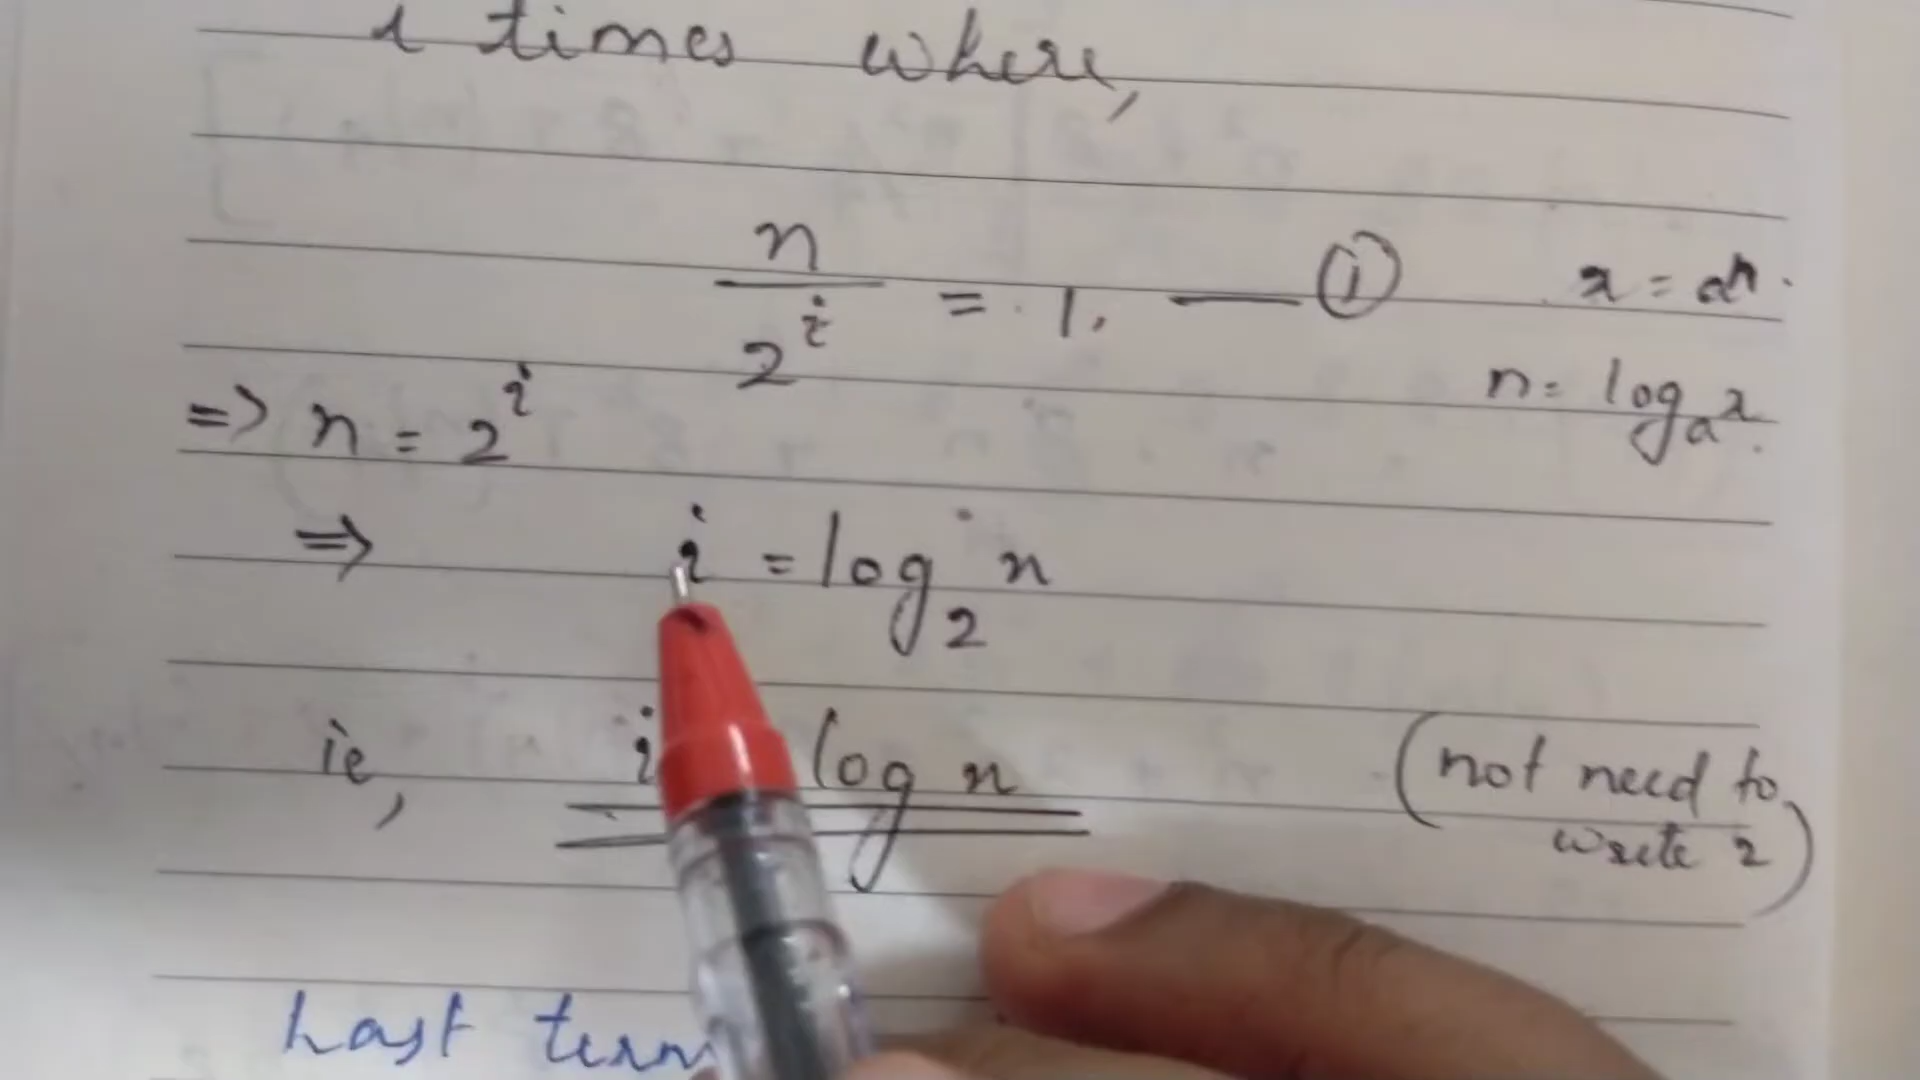 i times where,
n / 2^i = 1. — ①
x = a^n.
n = log_a x.
=> n = 2^i
=> i = log_2 n
ie, i log n
(not need to write 2)
Last term